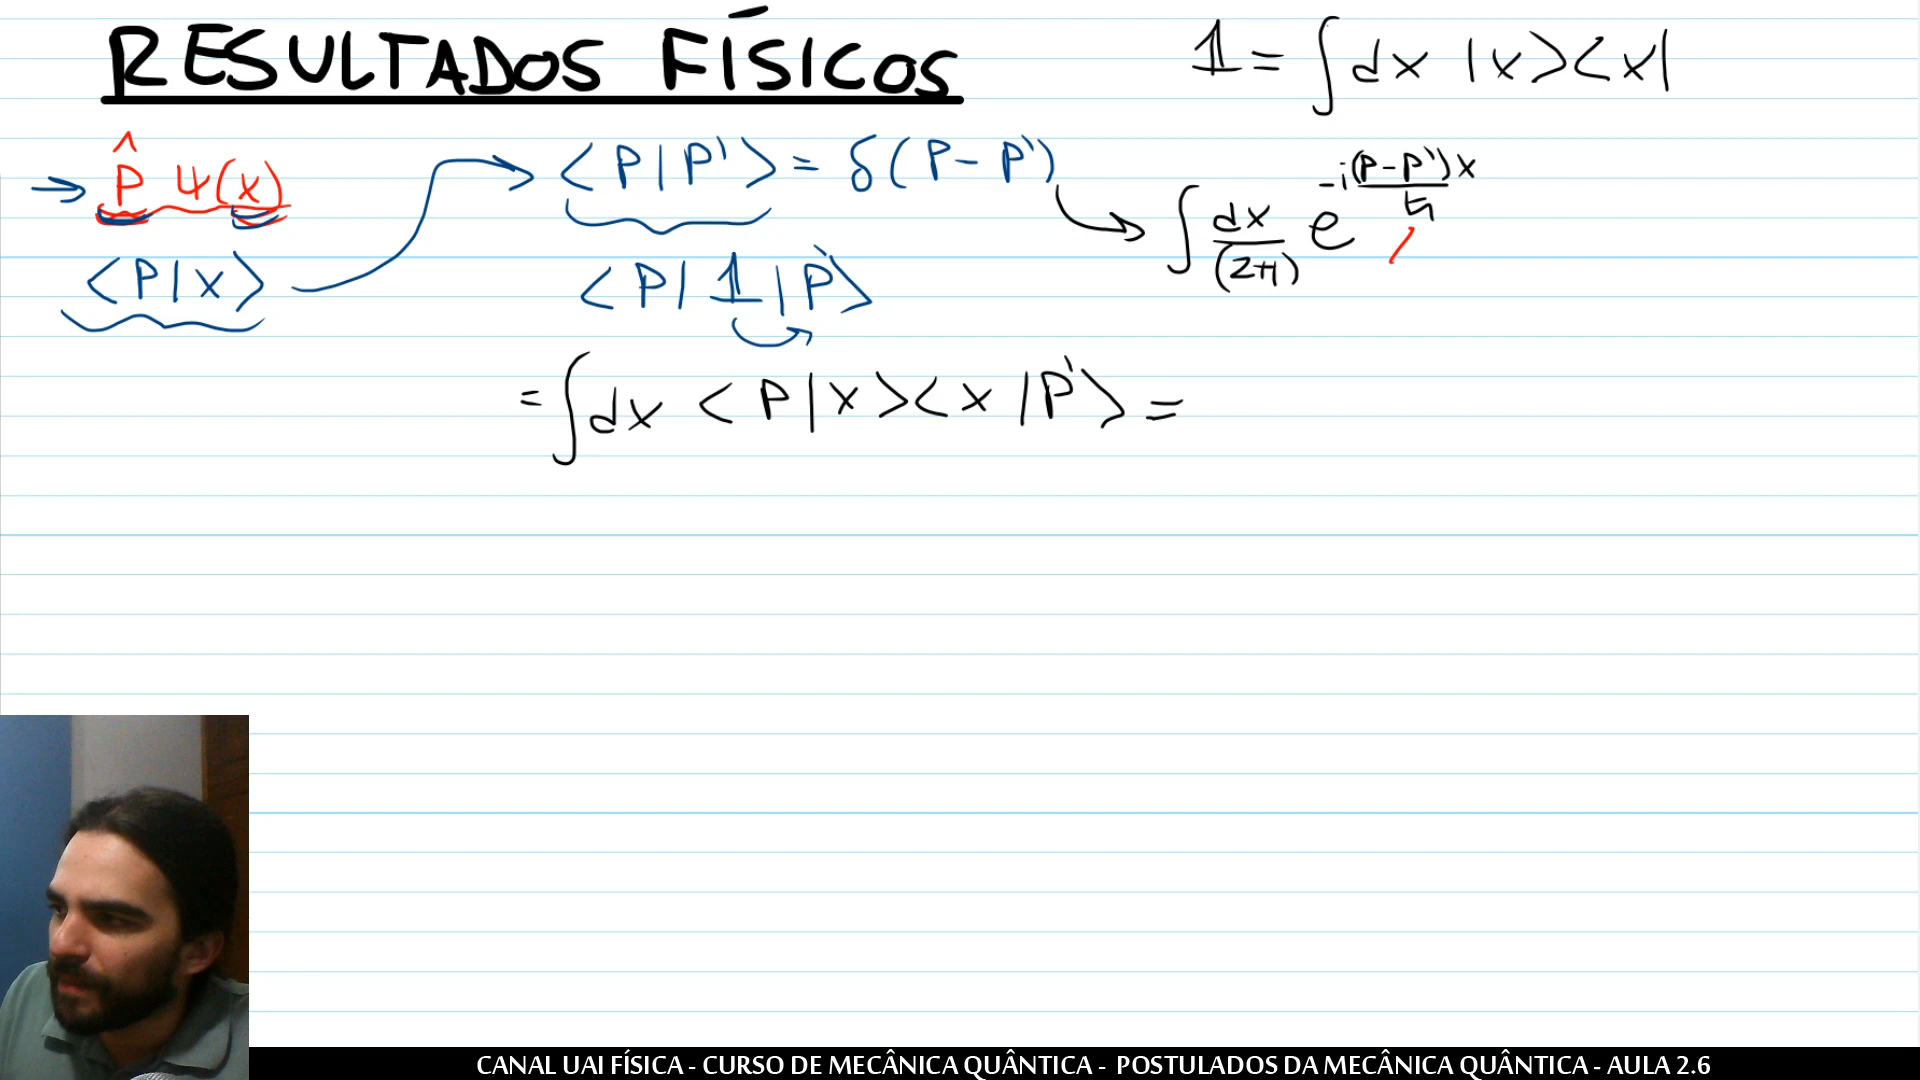 RESULTADOS FÍSICOS
𝟙 = ∫ dx |x><x|
→ P̂ Ψ(x)
<P|P'> = δ(P-P')
∫ dx/(2π) e^{-i(P-P')x/ħ}
<P|x>
<P|𝟙|P'>
= ∫ dx <P|x><x|P'> =
CANAL UAI FÍSICA - CURSO DE MECÂNICA QUÂNTICA - POSTULADOS DA MECÂNICA QUÂNTICA - AULA 2.6